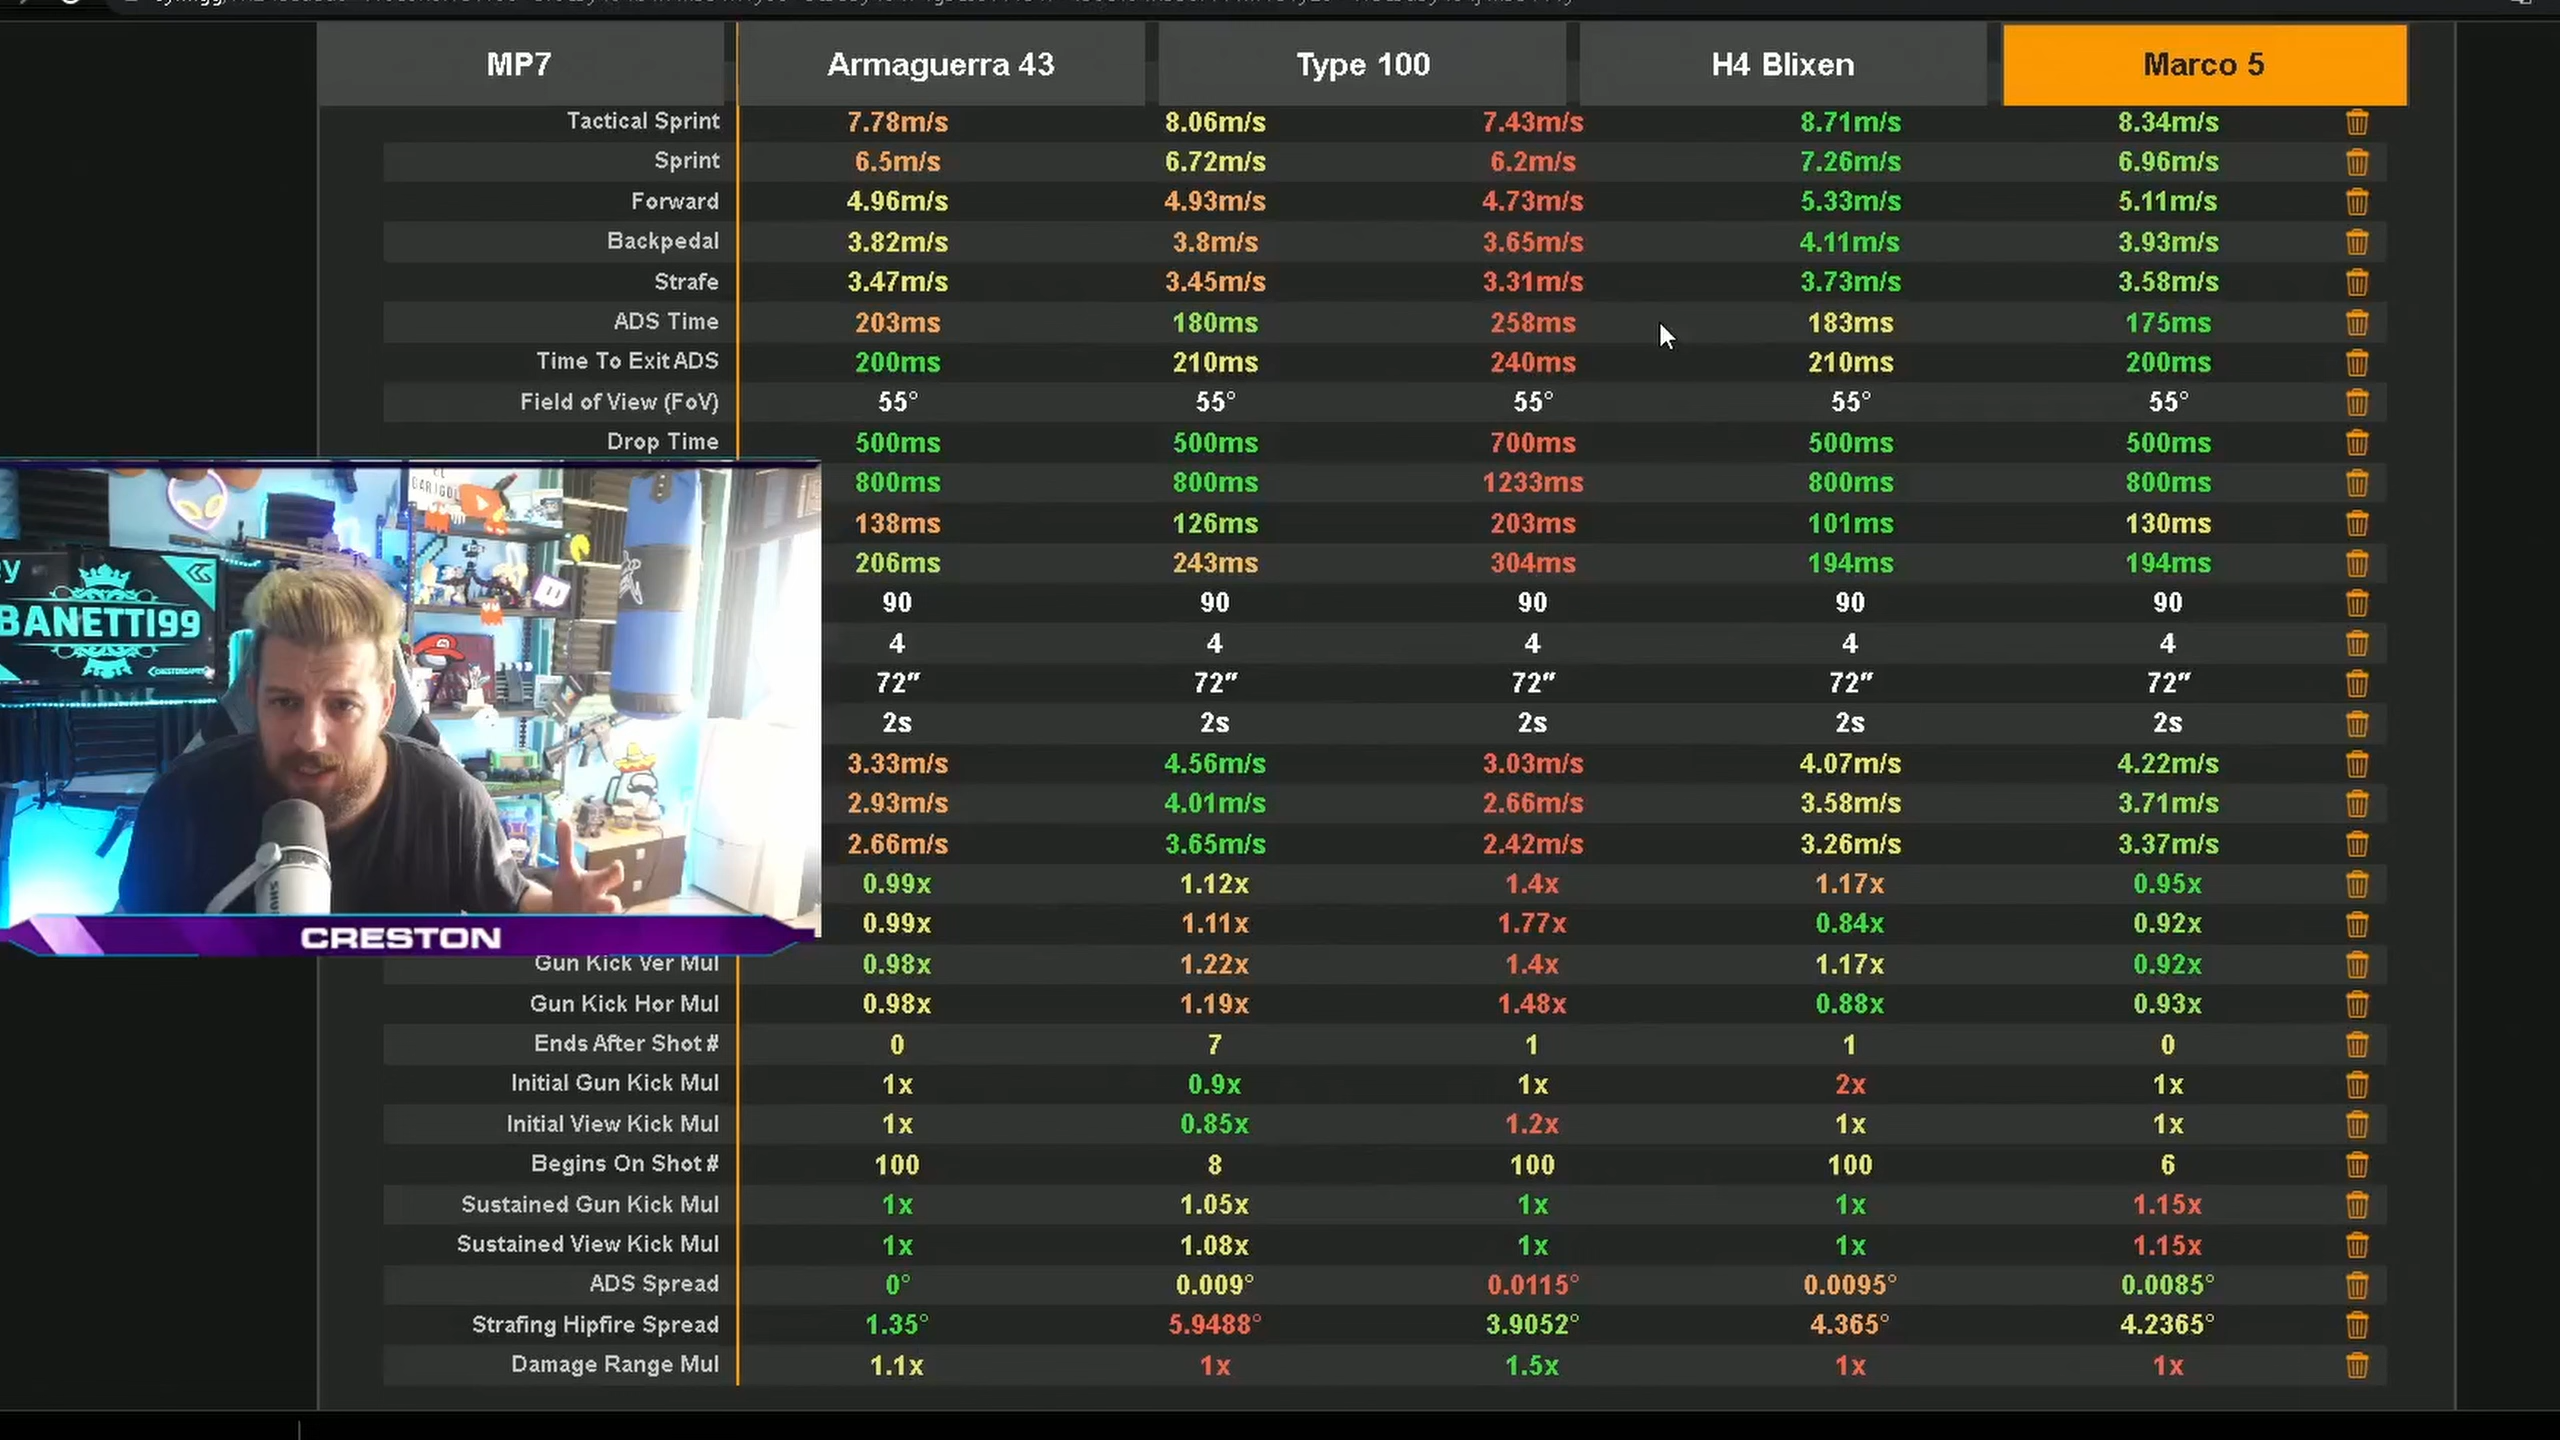 MP7 Armaguerra 43 Type 100 H4 Blixen Marco 5
Tactical Sprint 7.78m/s 8.06m/s 7.43m/s 8.71m/s 8.34m/s
Sprint 6.5m/s 6.72m/s 6.2m/s 7.26m/s 6.96m/s
Forward 4.96m/s 4.93m/s 4.73m/s 5.33m/s 5.11m/s
Backpedal 3.82m/s 3.8m/s 3.65m/s 4.11m/s 3.93m/s
Strafe 3.47m/s 3.45m/s 3.31m/s 3.73m/s 3.58m/s
ADS Time 203ms 180ms 258ms 183ms 175ms
Time To Exit ADS 200ms 210ms 240ms 210ms 200ms
Field of View (FoV) 55° 55° 55° 55° 55°
Drop Time 500ms 500ms 700ms 500ms 500ms
800ms 800ms 1233ms 800ms 800ms
138ms 126ms 203ms 101ms 130ms
206ms 243ms 304ms 194ms 194ms
90 90 90 90 90
4 4 4 4 4
72″ 72″ 72″ 72″ 72″
2s 2s 2s 2s 2s
3.33m/s 4.56m/s 3.03m/s 4.07m/s 4.22m/s
2.93m/s 4.01m/s 2.66m/s 3.58m/s 3.71m/s
2.66m/s 3.65m/s 2.42m/s 3.26m/s 3.37m/s
0.99x 1.12x 1.4x 1.17x 0.95x
0.99x 1.11x 1.77x 0.84x 0.92x
Gun Kick Ver Mul 0.98x 1.22x 1.4x 1.17x 0.92x
Gun Kick Hor Mul 0.98x 1.19x 1.48x 0.88x 0.93x
Ends After Shot # 0 7 1 1 0
Initial Gun Kick Mul 1x 0.9x 1x 2x 1x
Initial View Kick Mul 1x 0.85x 1.2x 1x 1x
Begins On Shot # 100 8 100 100 6
Sustained Gun Kick Mul 1x 1.05x 1x 1x 1.15x
Sustained View Kick Mul 1x 1.08x 1x 1x 1.15x
ADS Spread 0° 0.009° 0.0115° 0.0095° 0.0085°
Strafing Hipfire Spread 1.35° 5.9488° 3.9052° 4.365° 4.2365°
Damage Range Mul 1.1x 1x 1.5x 1x 1x
BANETTI99
CRESTON